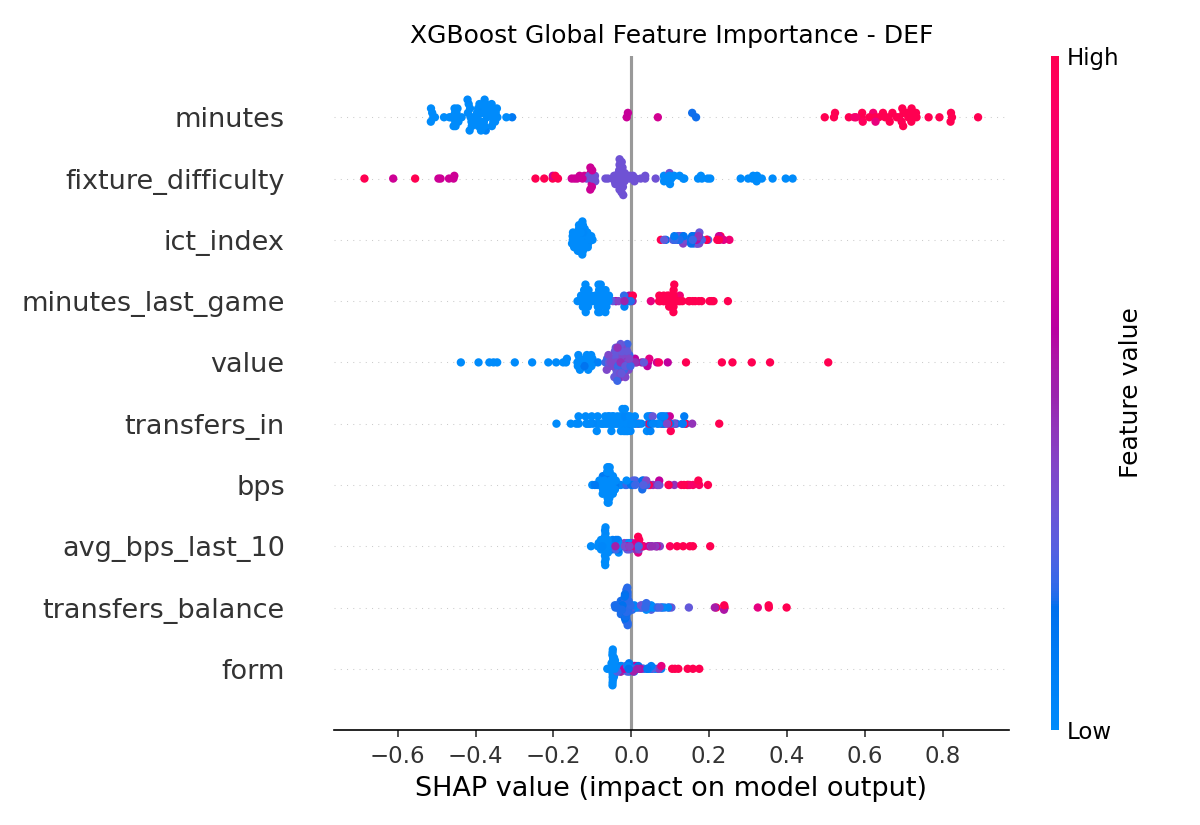 XGBoost Global Feature Importance - DEF
High
minutes
fixture_difficulty
ict_index
minutes_last_game
value
transfers_in
bps
avg_bps_last_10
transfers_balance
form
Feature value
Low
−0.6 −0.4 −0.2 0.0 0.2 0.4 0.6 0.8
SHAP value (impact on model output)